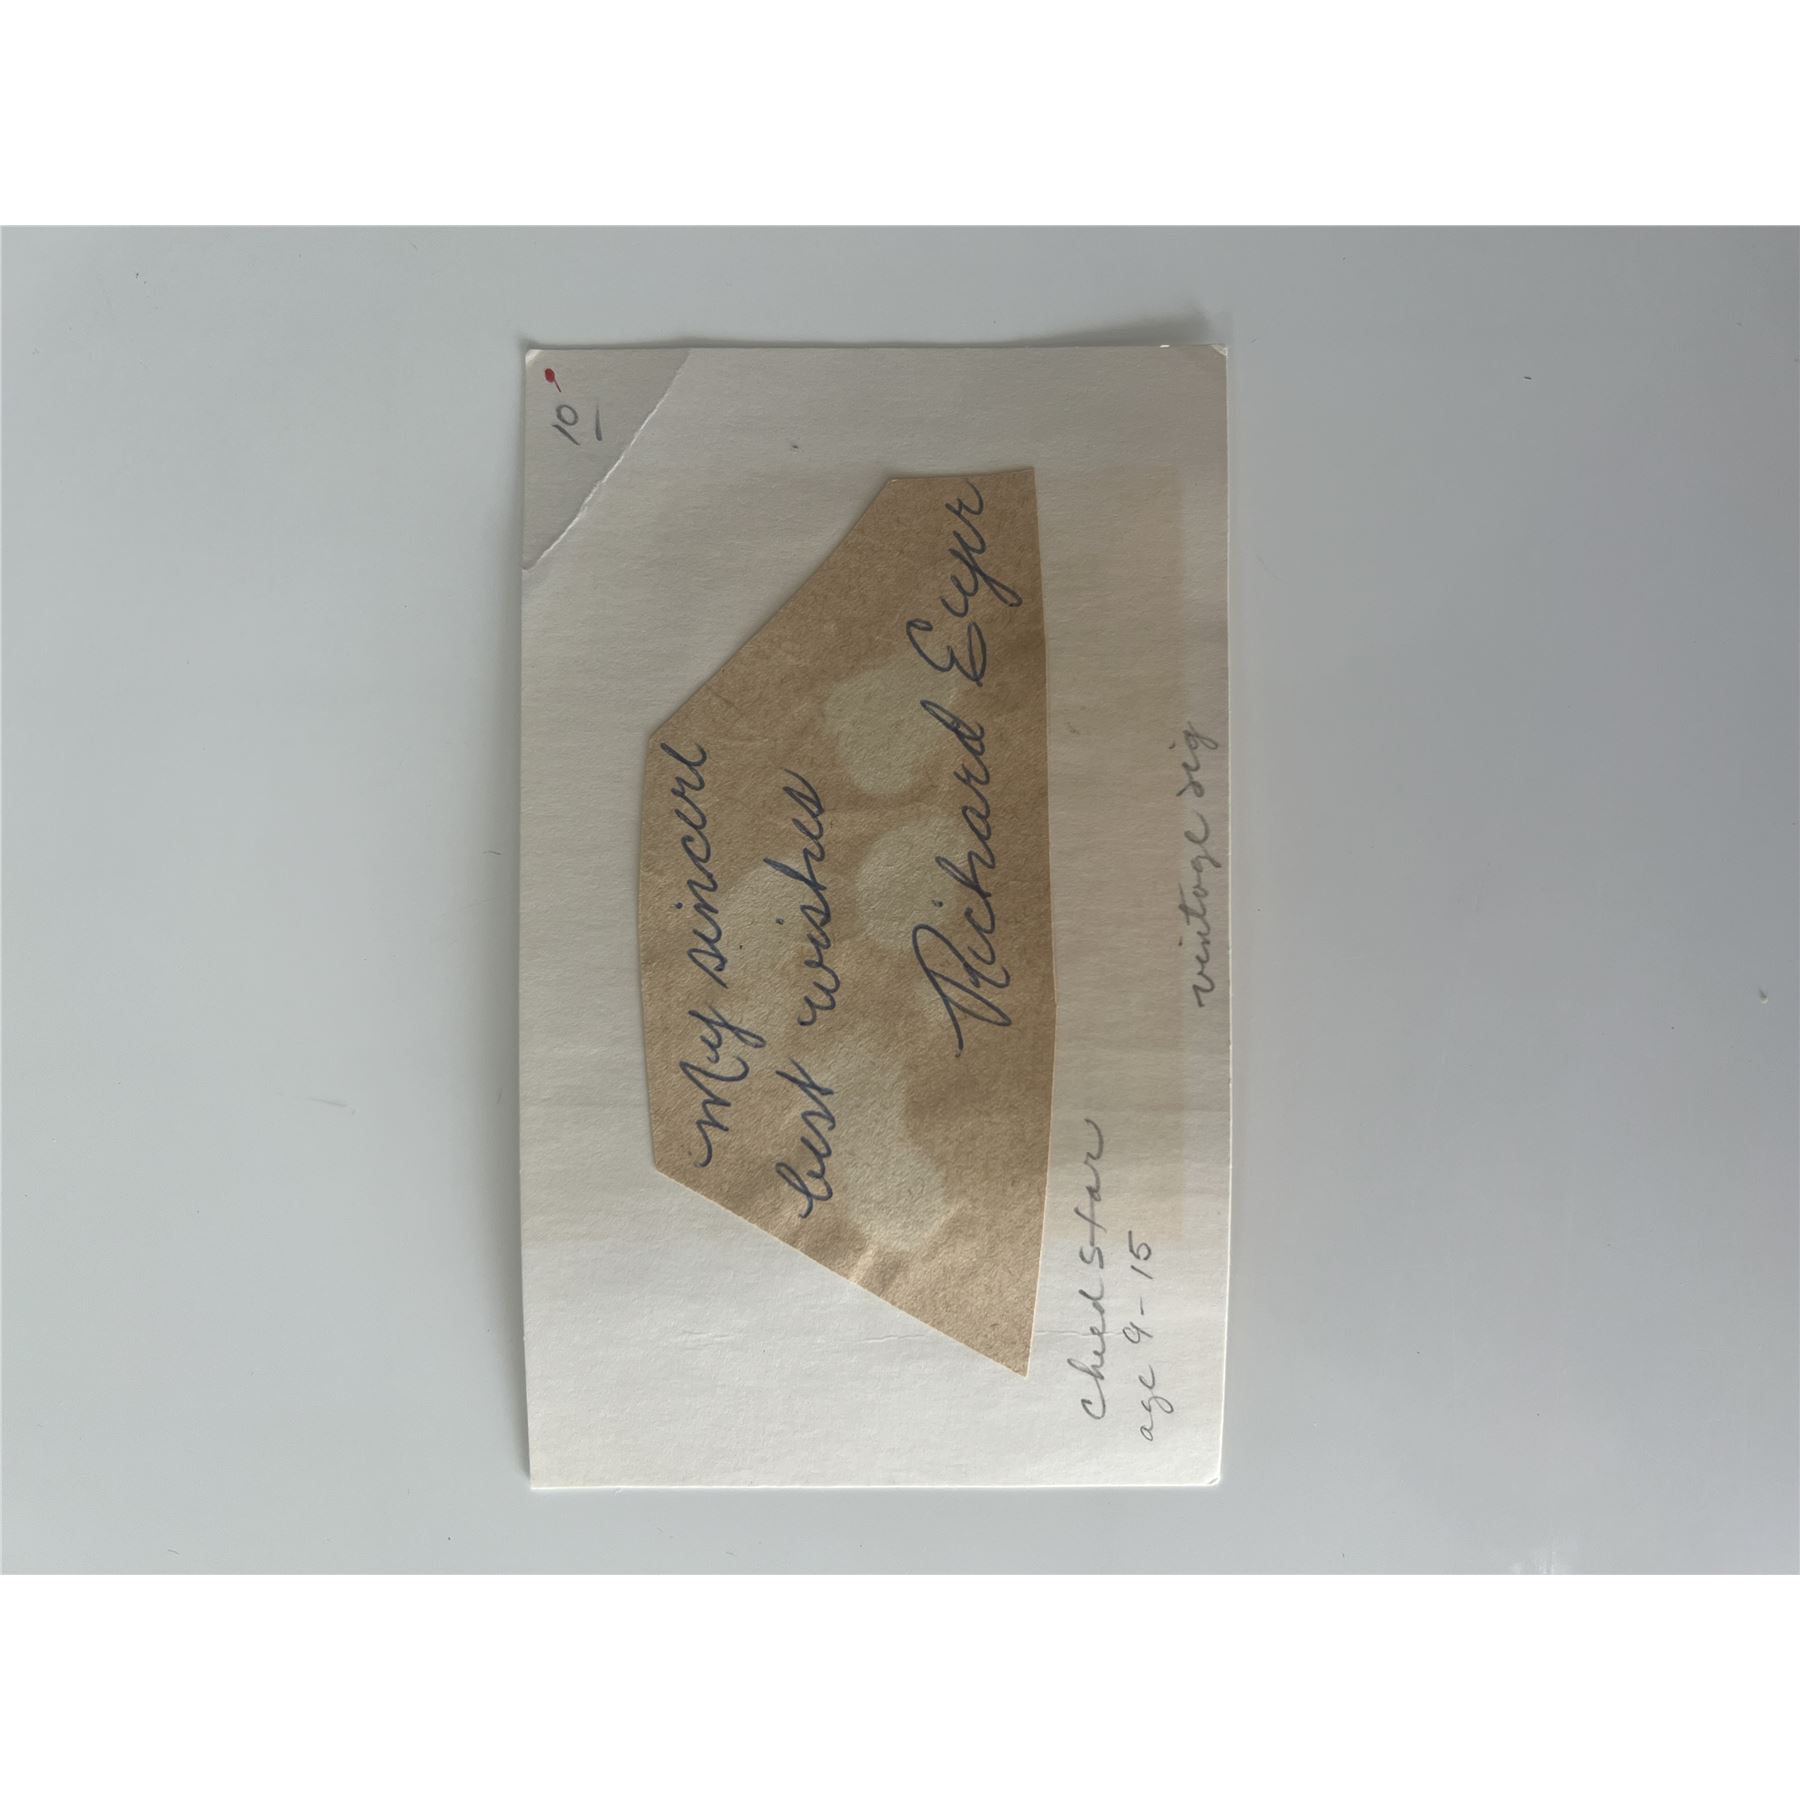 10
My sincere
best wishes
Richard Eyer
Child Star
age 9-15
vintage sig